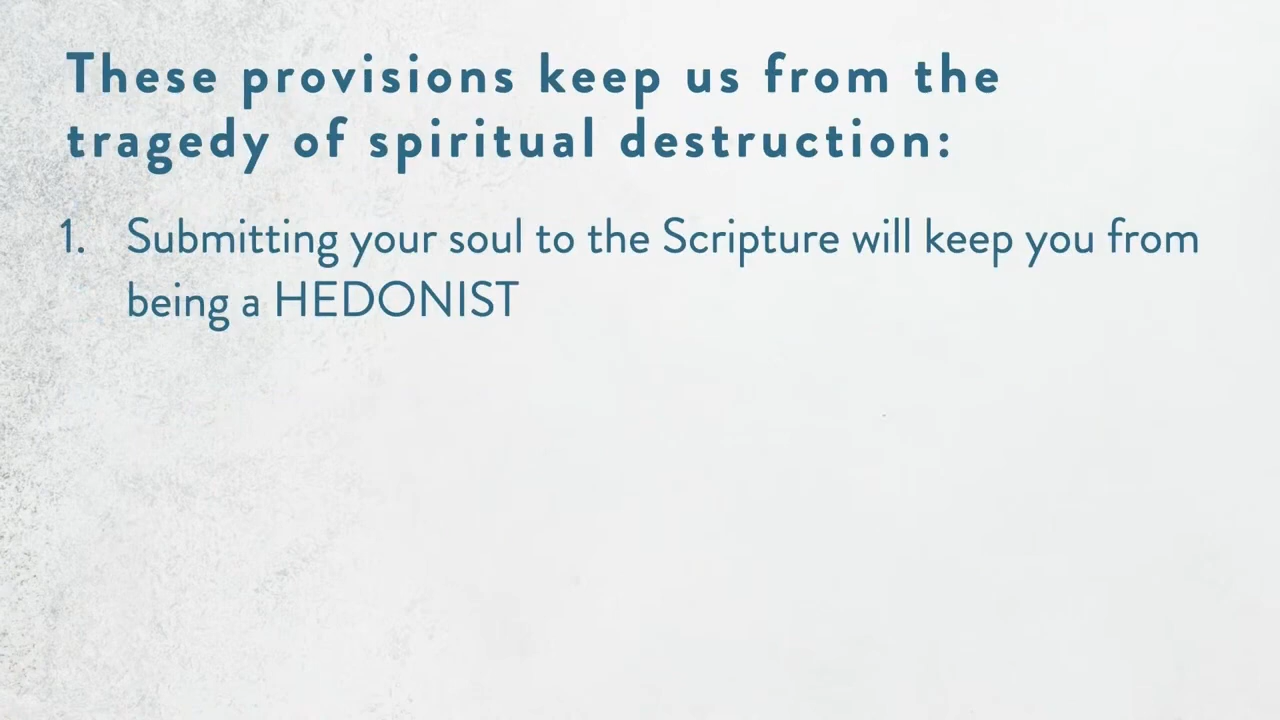 These provisions keep us from the
tragedy of spiritual destruction:
1. Submitting your soul to the Scripture will keep you from
being a HEDONIST